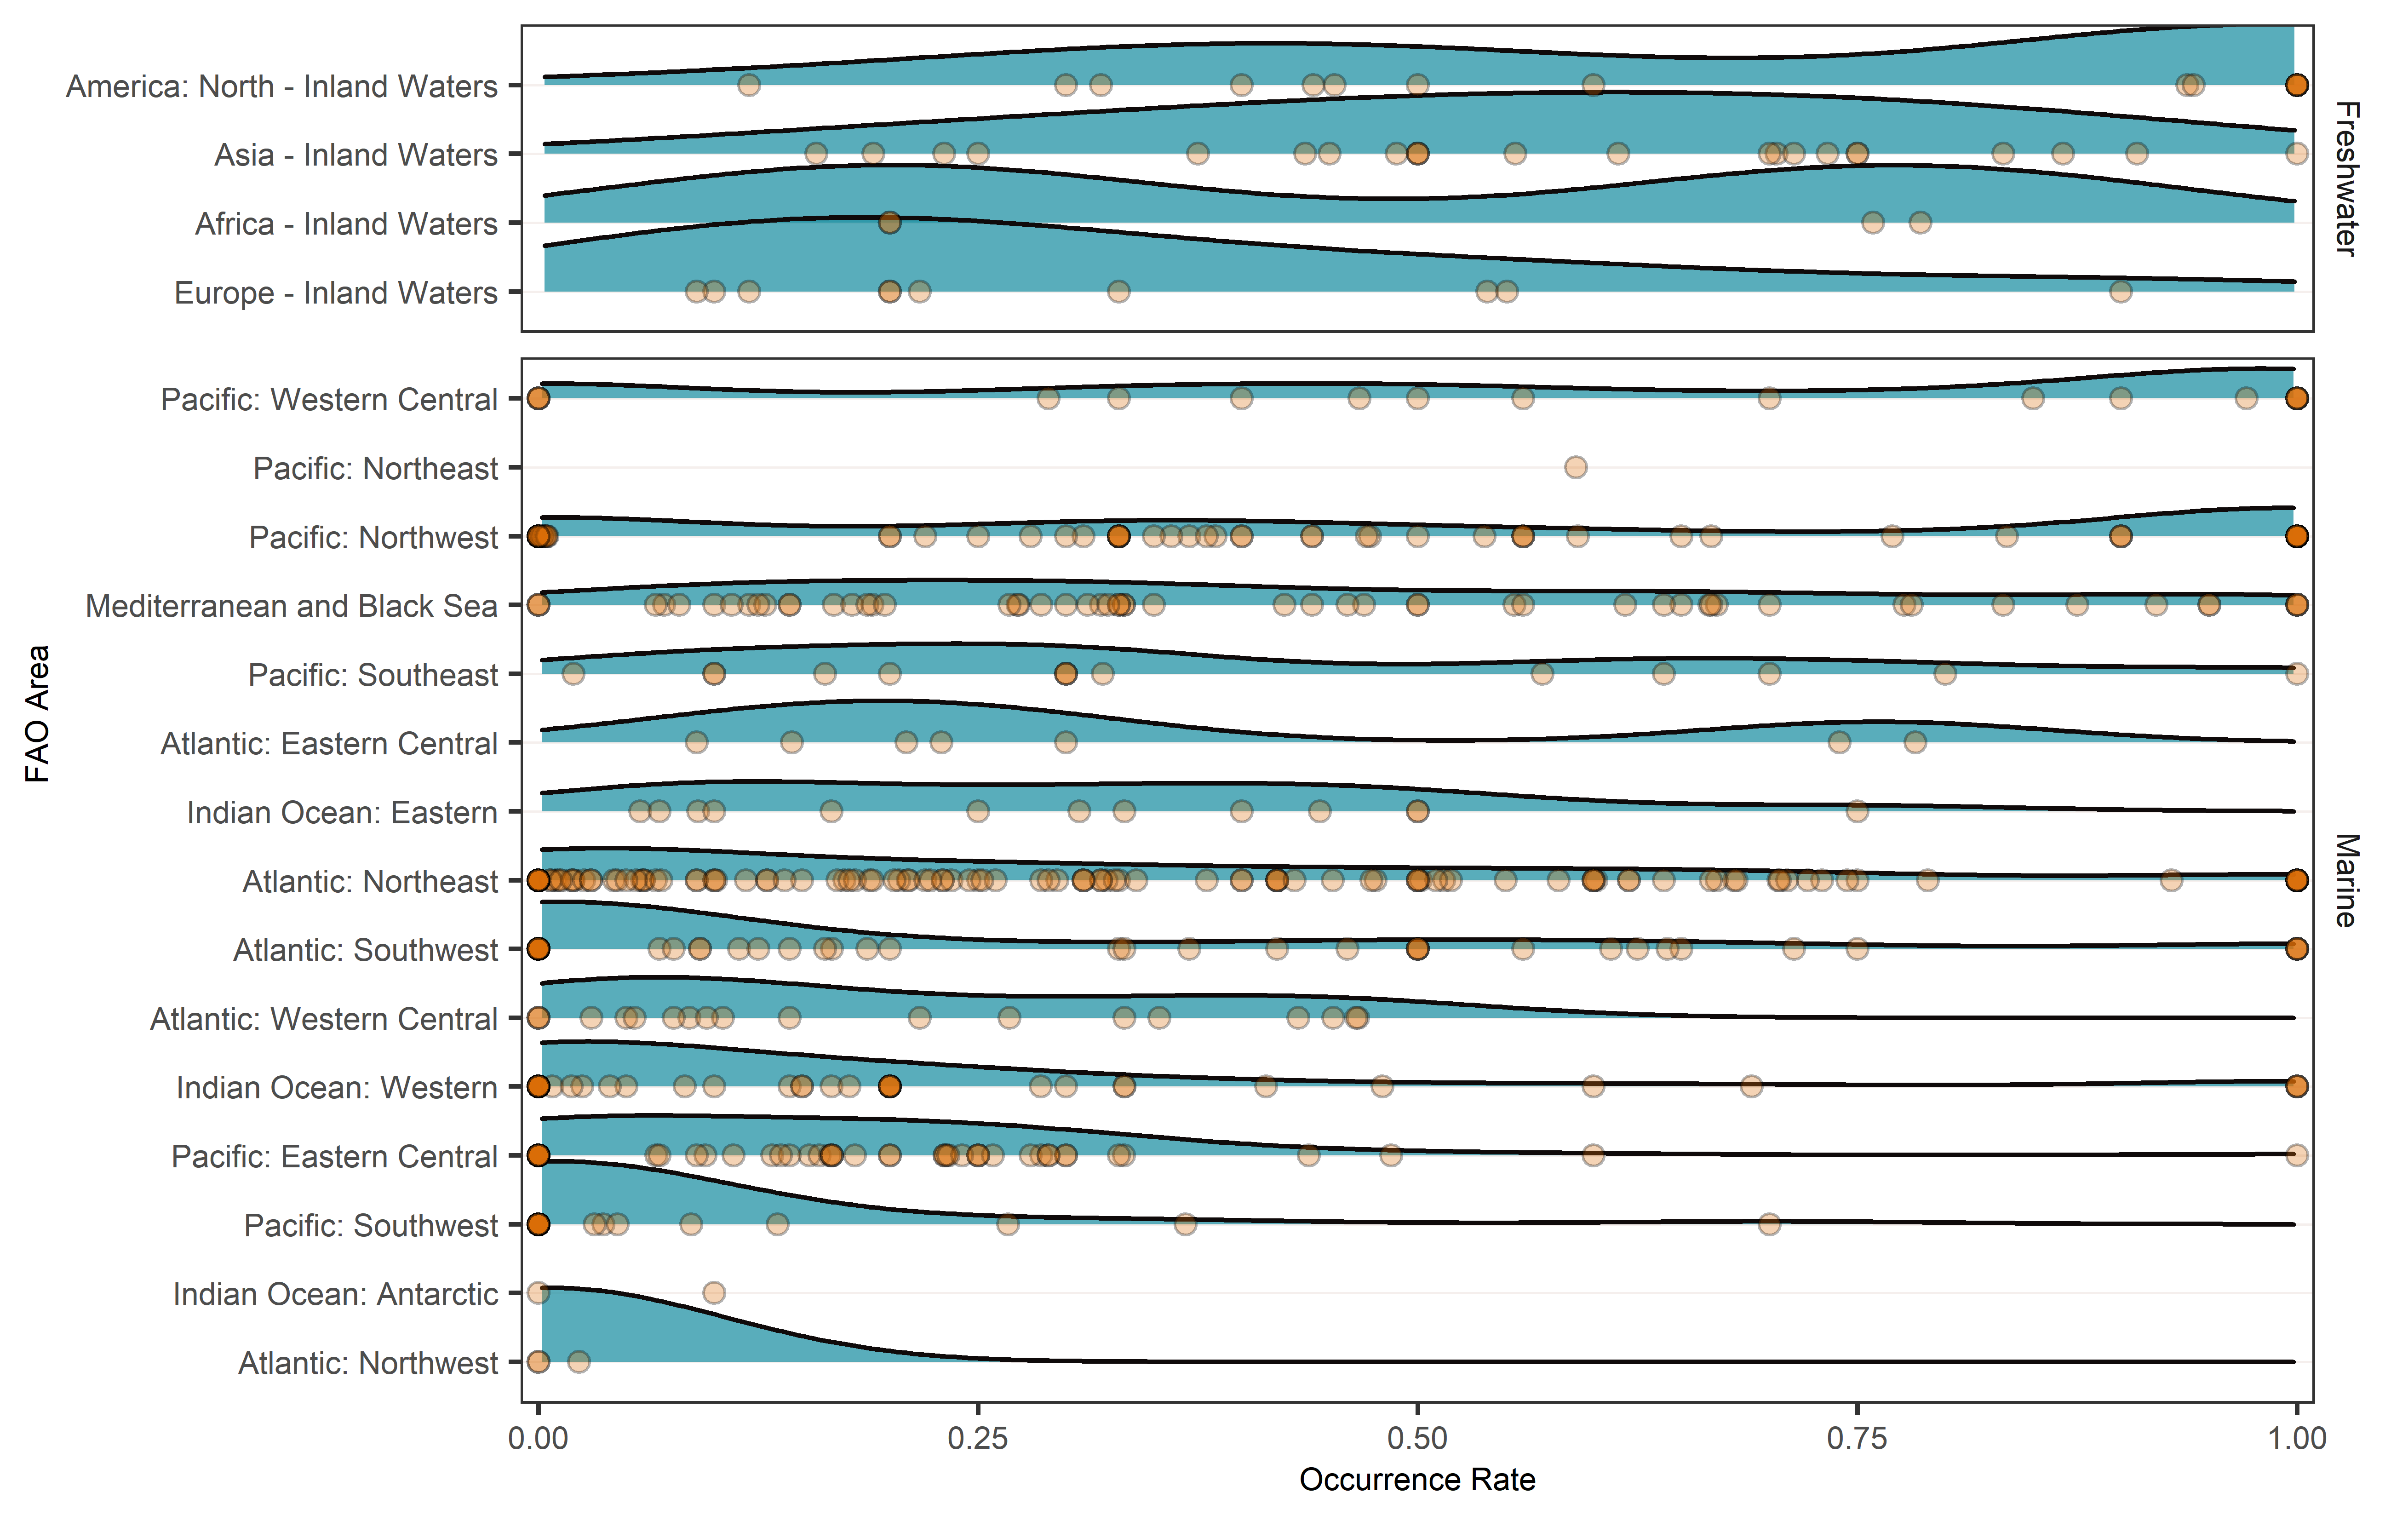 America: North - Inland Waters
Asia - Inland Waters
Africa - Inland Waters
Europe - Inland Waters
Freshwater
Pacific: Western Central
Pacific: Northeast
Pacific: Northwest
Mediterranean and Black Sea
Pacific: Southeast
Atlantic: Eastern Central
Indian Ocean: Eastern
Atlantic: Northeast
Atlantic: Southwest
Atlantic: Western Central
Indian Ocean: Western
Pacific: Eastern Central
Pacific: Southwest
Indian Ocean: Antarctic
Atlantic: Northwest
Marine
FAO Area
0.00
0.25
0.50
0.75
1.00
Occurrence Rate